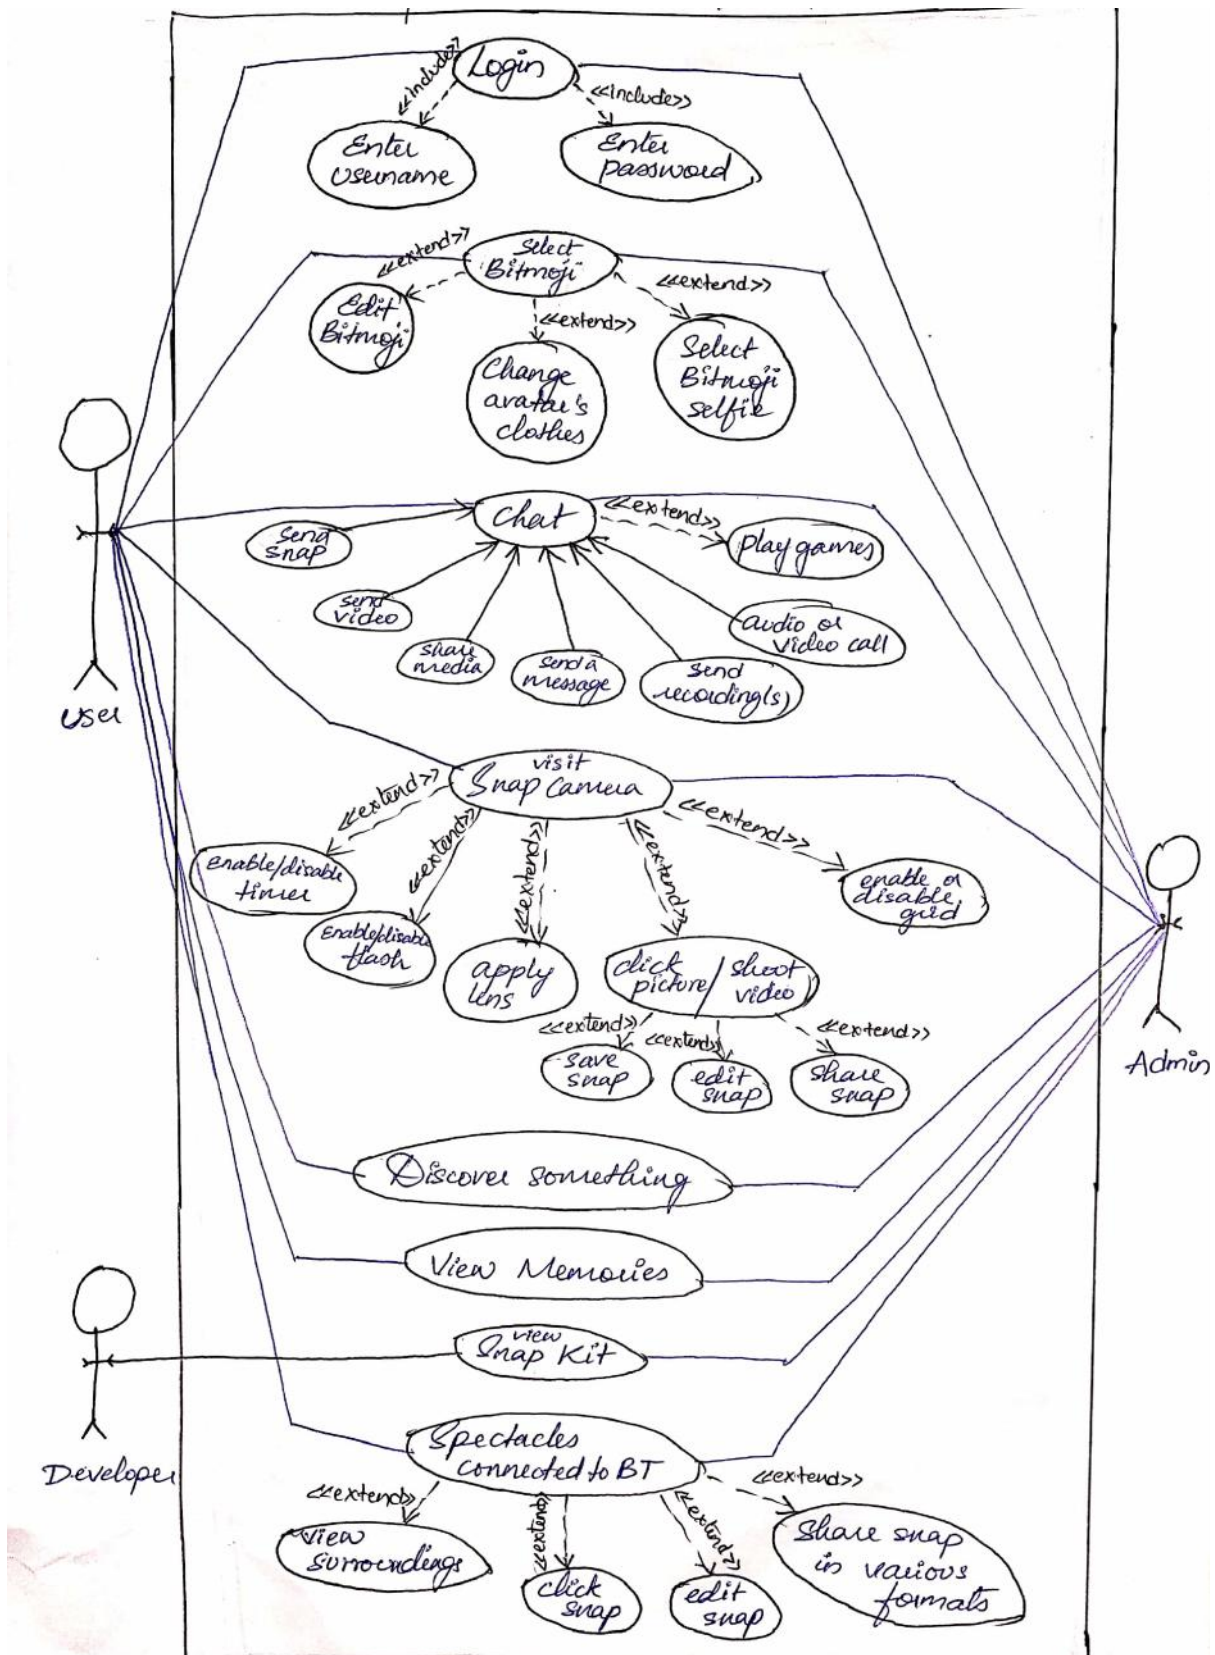 Login
<<include>>
<<include>>
Enter
username
Enter
password
<<extend>>
Select
Bitmoji
<<extend>>
Edit
Bitmoji
<<extend>>
Change
avatar's
clothes
Select
Bitmoji
selfie
User
Chat
<<extend>>
play games
send
snap
send
video
share
media
send a
message
send
recording(s)
audio or
video call
visit
Snap Camera
<<extend>>
<<extend>>
<<extend>>
<<extend>>
<<extend>>
enable/disable
timer
Enable/disable
flash
apply
lens
click
picture/
shoot
video
enable or
disable
grid
<<extend>>
<<extend>>
<<extend>>
save
snap
edit
snap
share
snap
Admin
Discover something
View Memories
view
Snap Kit
Developer
Spectacles
connected to BT
<<extend>>
<<extend>>
<<extend>>
<<extend>>
view
surroundings
click
snap
edit
snap
Share snap
in various
formats